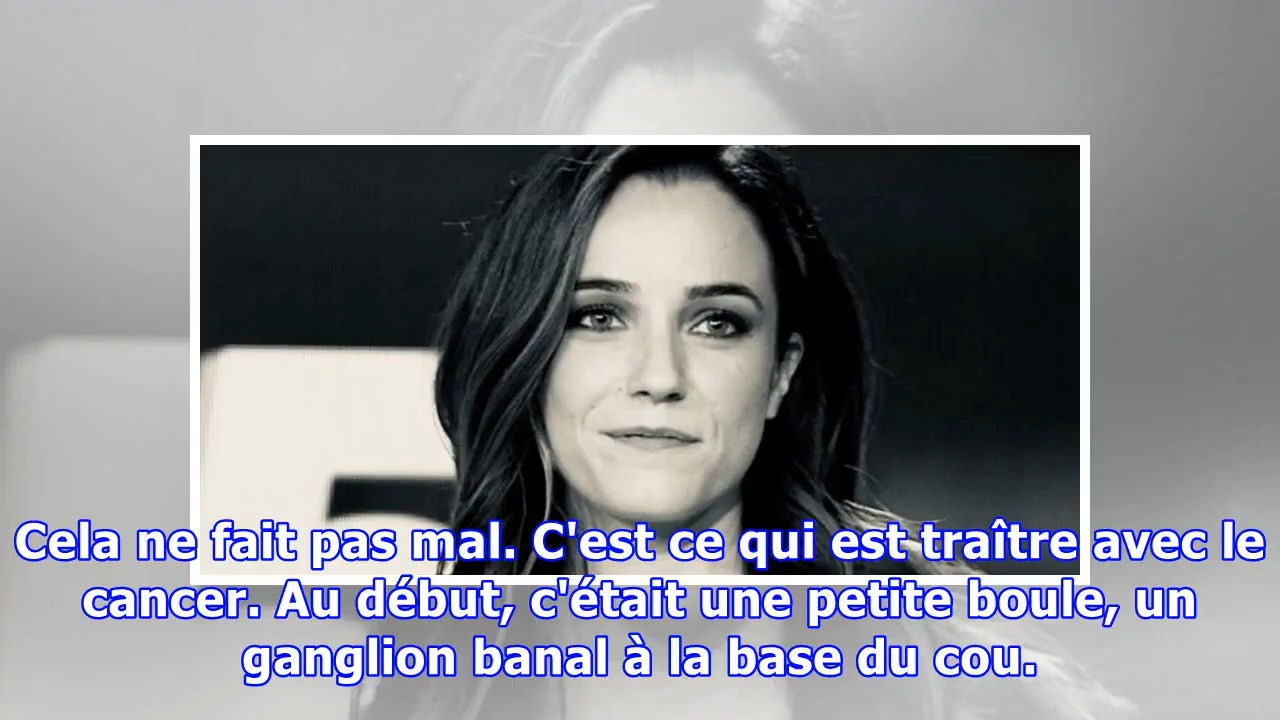 Cela ne fait pas mal. C'est ce qui est traître avec le
cancer. Au début, c'était une petite boule, un
ganglion banal à la base du cou.